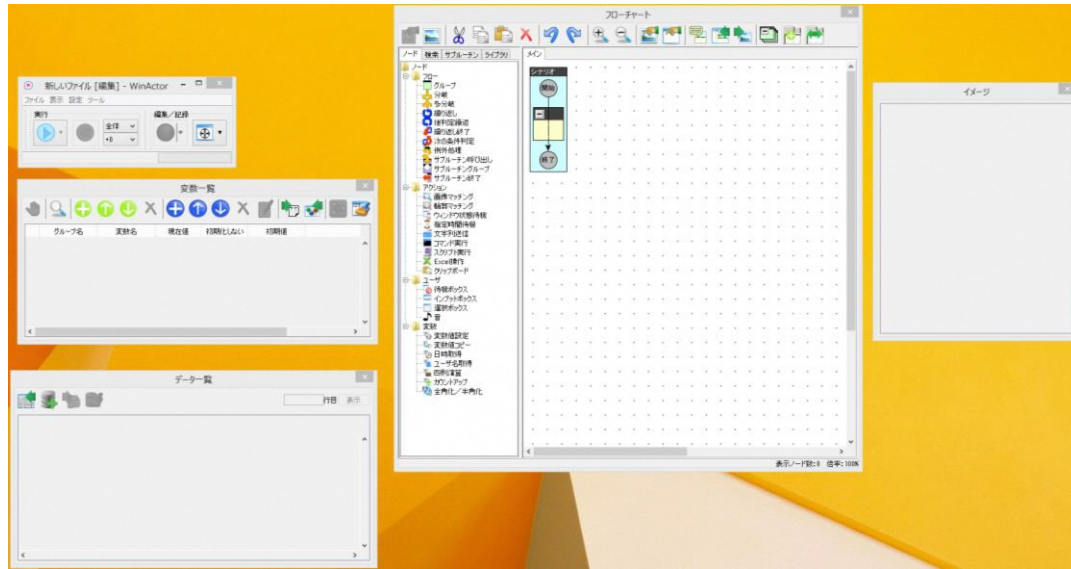 新しいファイル [編集] - WinActor
ファイル 表示 設定 ツール
実行
編集/記録
全体
+0
変数一覧
グループ名 変数名 現在値 初期化しない 初期値
データ一覧
行目 表示
フローチャート
ノード 検索 サブルーチン ライブラリ
ノード
フロー
グループ
分岐
多分岐
繰り返し
後判定繰返
繰り返し終了
次の条件判定
例外処理
サブルーチン呼び出し
サブルーチングループ
サブルーチン終了
アクション
画像マッチング
輪郭マッチング
ウィンドウ状態待機
指定時間待機
文字列送信
コマンド実行
スクリプト実行
Excel操作
クリップボード
ユーザ
待機ボックス
インプットボックス
選択ボックス
音
変数
変数値設定
変数値コピー
日時取得
ユーザ名取得
四則演算
カウントアップ
全角化/半角化
メイン
シナリオ
開始
終了
表示ノード数:0 倍率:100%
イメージ